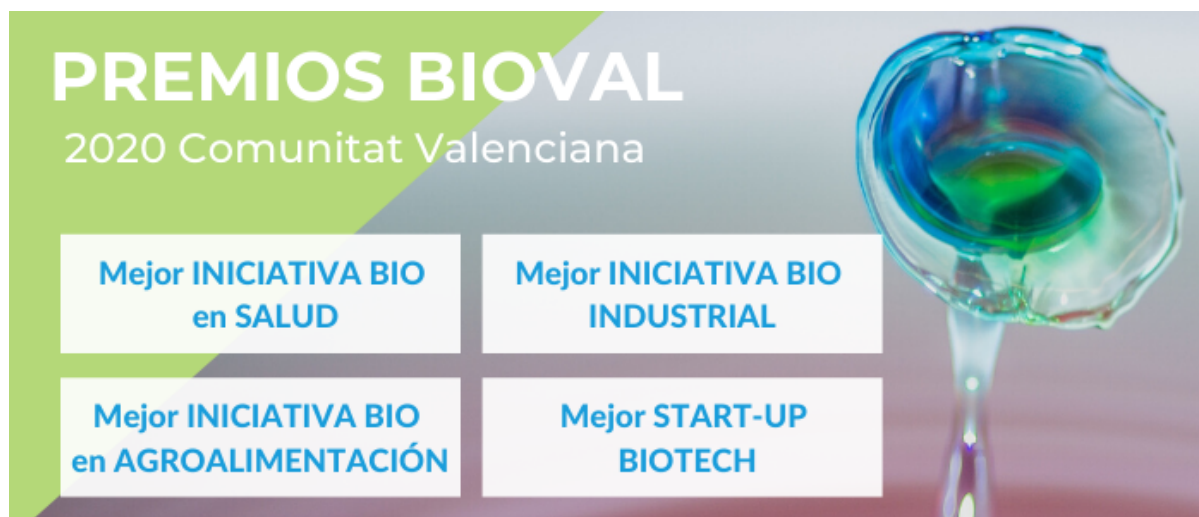 PREMIOS BIOVAL
2020 Comunitat Valenciana
Mejor INICIATIVA BIO
en SALUD
Mejor INICIATIVA BIO
INDUSTRIAL
Mejor INICIATIVA BIO
en AGROALIMENTACIÓN
Mejor START-UP
BIOTECH